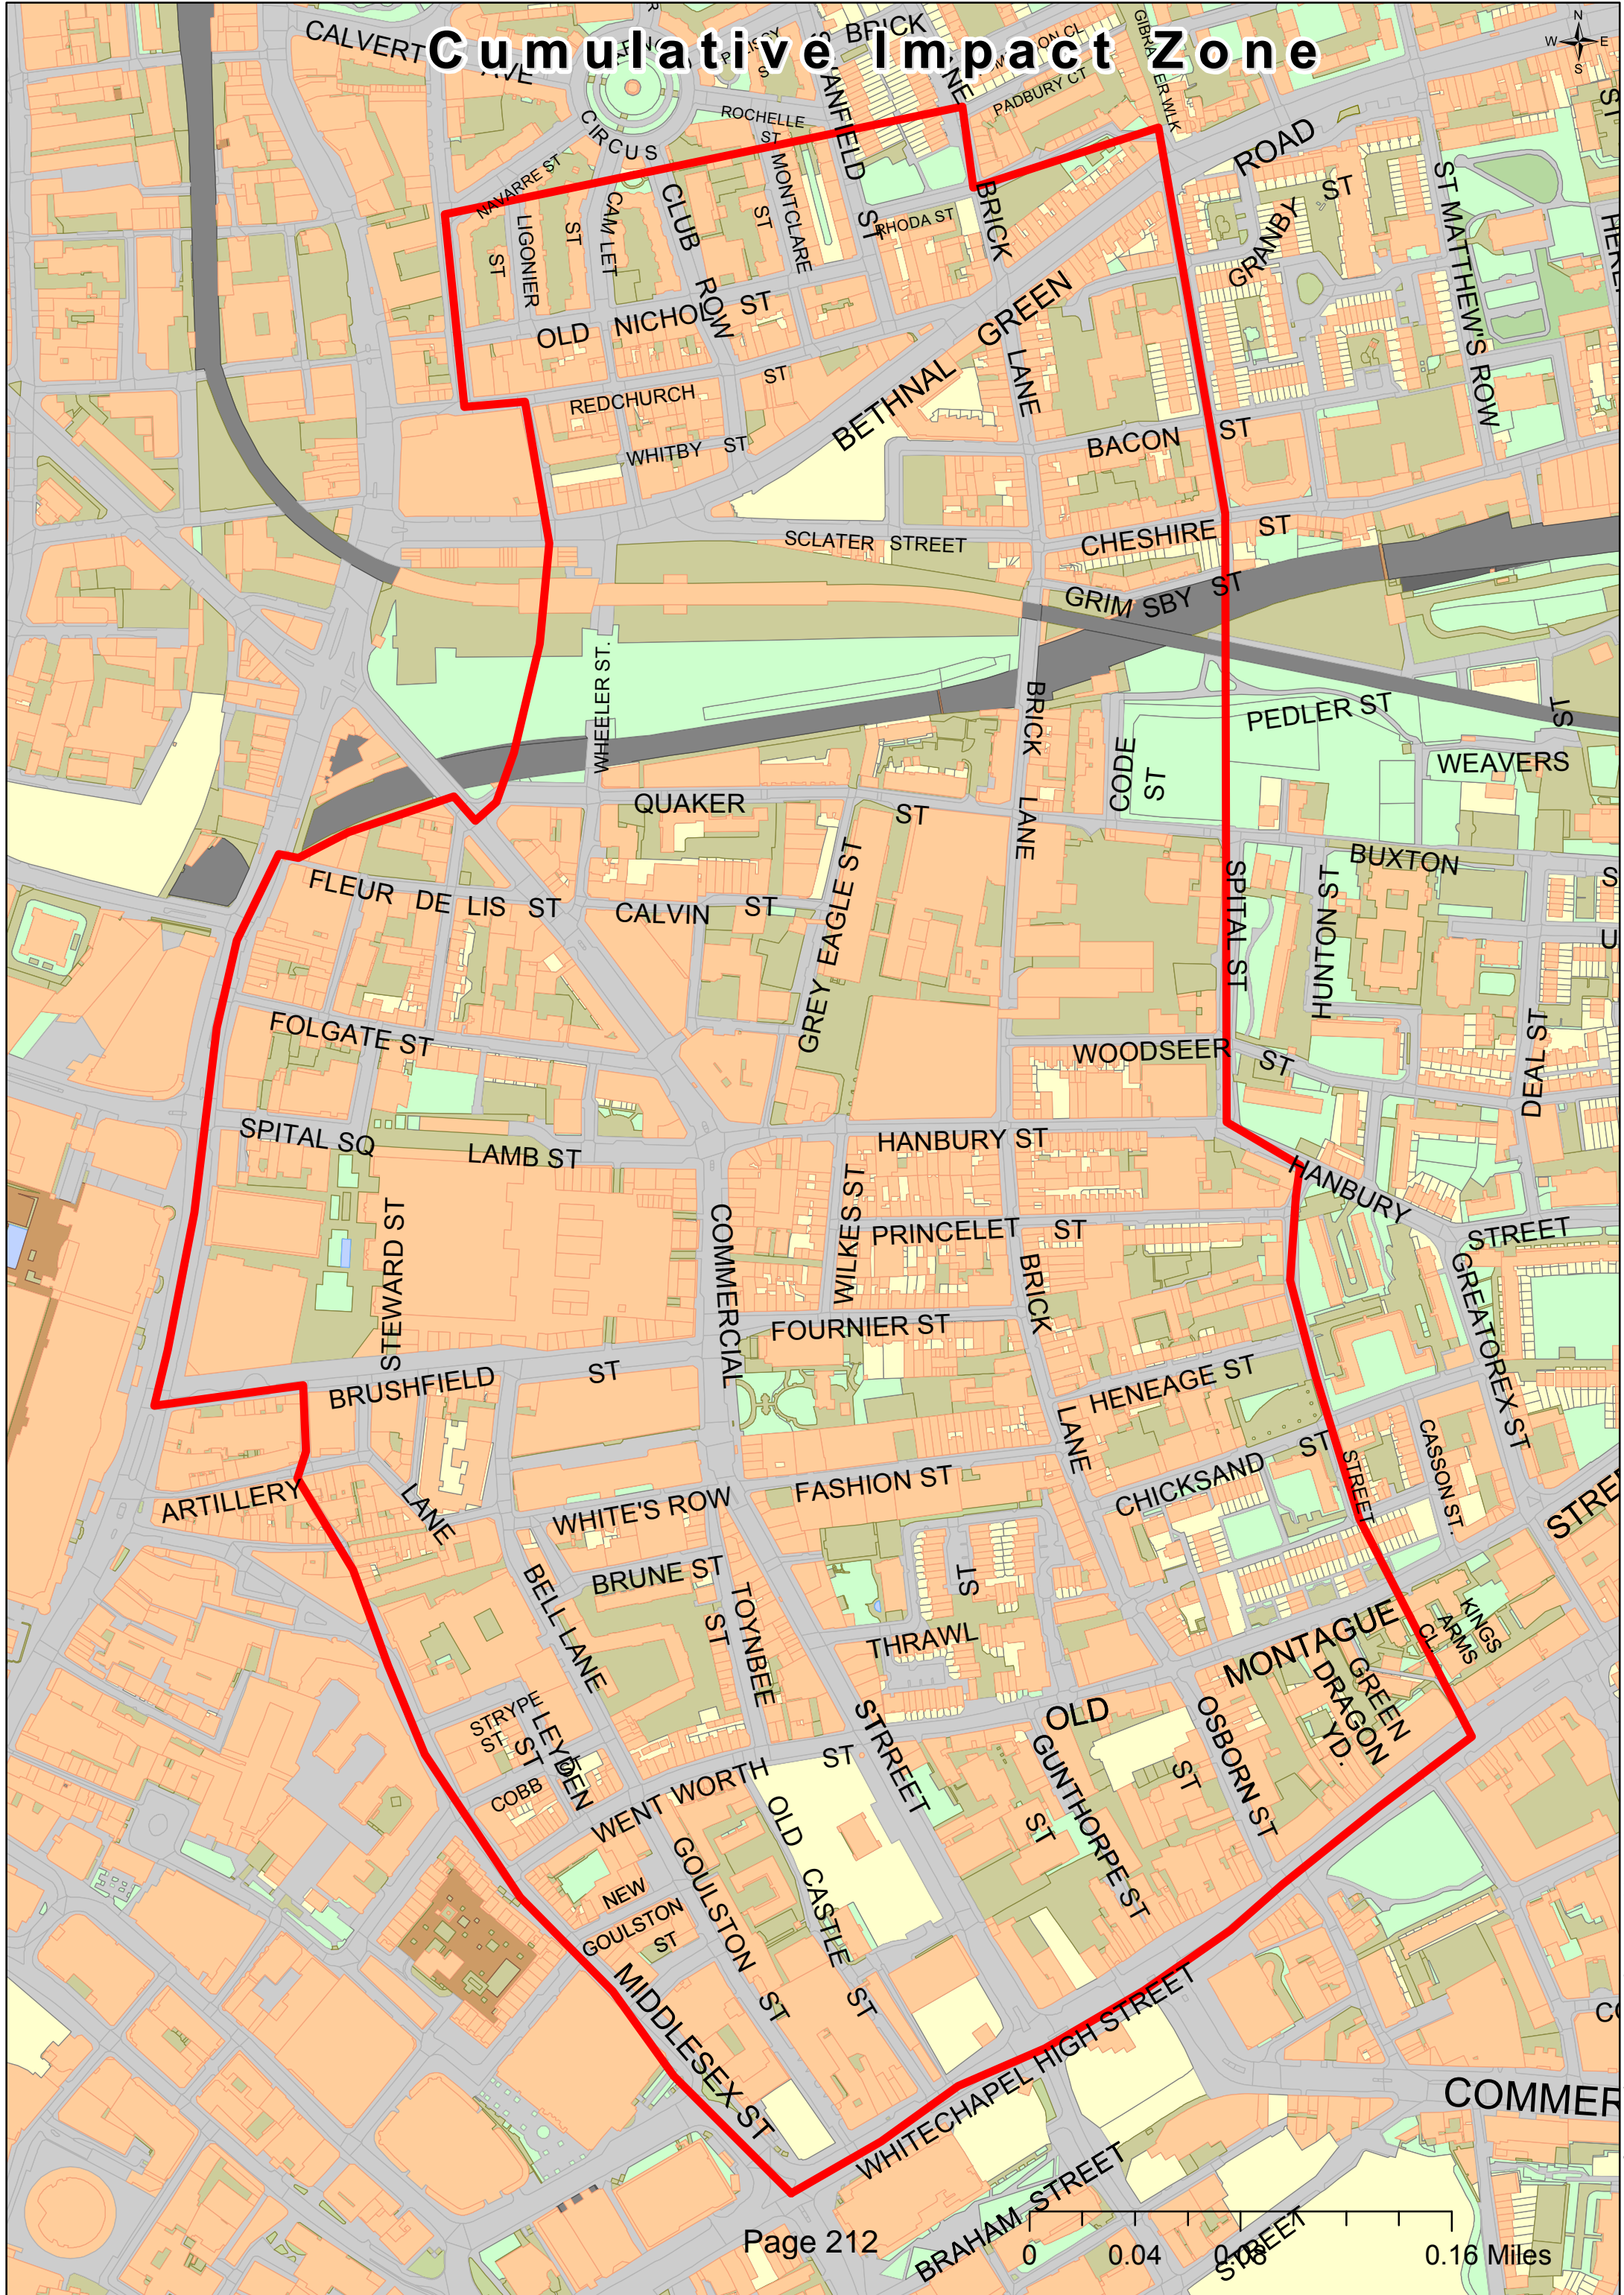 Cumulative Impact Zone
N
W E
S
CALVERT AVE
BRICK LANE
PADBURY CT
ROCHELLE ST
CIRCUS
NAVARRE ST
ROAD
ST MATTHEW'S ROW
GRANBY ST
LIGONIER ST
CAM LET ST
CLUB ROW
MONTCLARE ST
ST
RHODA ST
BRICK LANE
OLD NICHOL ST
BETHNAL GREEN
REDCHURCH ST
WHITBY ST
BACON ST
SCLATER STREET
CHESHIRE ST
GRIM SBY ST
WHEELER ST.
BRICK LANE
PEDLER ST
CODE ST
WEAVERS ST
QUAKER ST
BUXTON
FLEUR DE LIS ST
CALVIN ST
GREY EAGLE ST
SPITAL ST
HUNTON ST
FOLGATE ST
WOODSEER ST
DEAL ST
SPITAL SQ
LAMB ST
HANBURY ST
HANBURY STREET
STEWARD ST
COMMERCIAL STRREET
WILKES ST
PRINCELET ST
BRICK LANE
GREATOREX ST
FOURNIER ST
BRUSHFIELD ST
HENEAGE ST
CHICKSAND ST
STREET
CASSON ST.
ARTILLERY LANE
WHITE'S ROW
FASHION ST
BRUNE ST
BELL LANE
TOYNBEE ST
THRAWL ST
OLD MONTAGUE STRE
KINGS ARMS CL.
GREEN DRAGON YD.
STRYPE ST
LEYDEN ST
COBB
WENT WORTH ST
OSBORN ST
ST
GUNTHORPE ST
ST
OLD CASTLE ST
GOULSTON ST
NEW GOULSTON ST
MIDDLESEX ST
WHITECHAPEL HIGH STREET
COMMER
BRAHAM STREET
STREET
Page 212
0 0.04 0.08 0.16 Miles